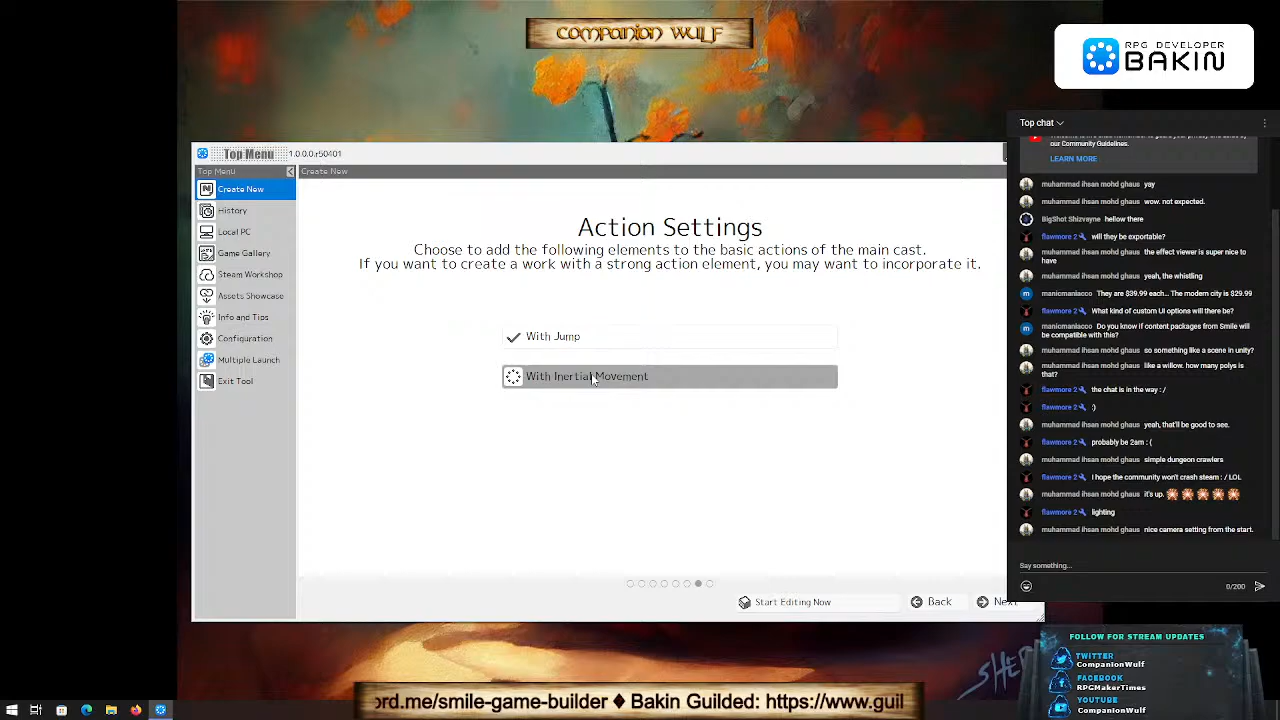 COMPANION WULF
RPG DEVELOPER
BAKIN
Top Menu 1.0.0.0.r50401
Top Menu
Create New
Create New
History
Local PC
Game Gallery
Steam Workshop
Assets Showcase
Info and Tips
Configuration
Multiple Launch
Exit Tool
Action Settings
Choose to add the following elements to the basic actions of the main cast.
If you want to create a work with a strong action element, you may want to incorporate it.
With Jump
With Inertial Movement
Start Editing Now
Back
Next
Top chat
Community Guidelines.
LEARN MORE
muhammad ihsan mohd ghaus yay
muhammad ihsan mohd ghaus wow. not expected.
BigShot Shizvayne hellow there
flawmore 2 will they be exportable?
muhammad ihsan mohd ghaus the effect viewer is super nice to
have
muhammad ihsan mohd ghaus yeah, the whistling
manicmaniacco They are $39.99 each... The modern city is $29.99
flawmore 2 What kind of custom UI options will there be?
manicmaniacco Do you know if content packages from Smile will
be compatible with this?
muhammad ihsan mohd ghaus so something like a scene in unity?
muhammad ihsan mohd ghaus like a willow. how many polys is
that?
flawmore 2 the chat is in the way : /
flawmore 2 :)
muhammad ihsan mohd ghaus yeah, that'll be good to see.
flawmore 2 probably be 2am : (
muhammad ihsan mohd ghaus simple dungeon crawlers
flawmore 2 I hope the community won't crash steam : / LOL
muhammad ihsan mohd ghaus it's up.
flawmore 2 lighting
muhammad ihsan mohd ghaus nice camera setting from the start.
Say something...
0/200
FOLLOW FOR STREAM UPDATES
TWITTER
CompanionWulf
FACEBOOK
RPGMakerTimes
YOUTUBE
CompanionWulf
ord.me/smile-game-builder ♦ Bakin Guilded: https://www.guil